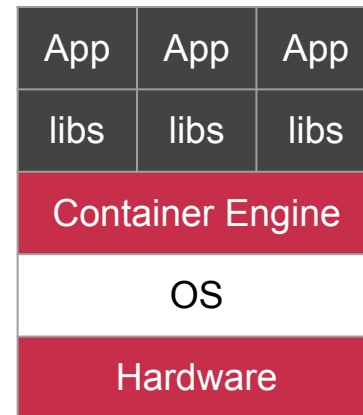 App App App
libs libs libs
Container Engine
OS
Hardware